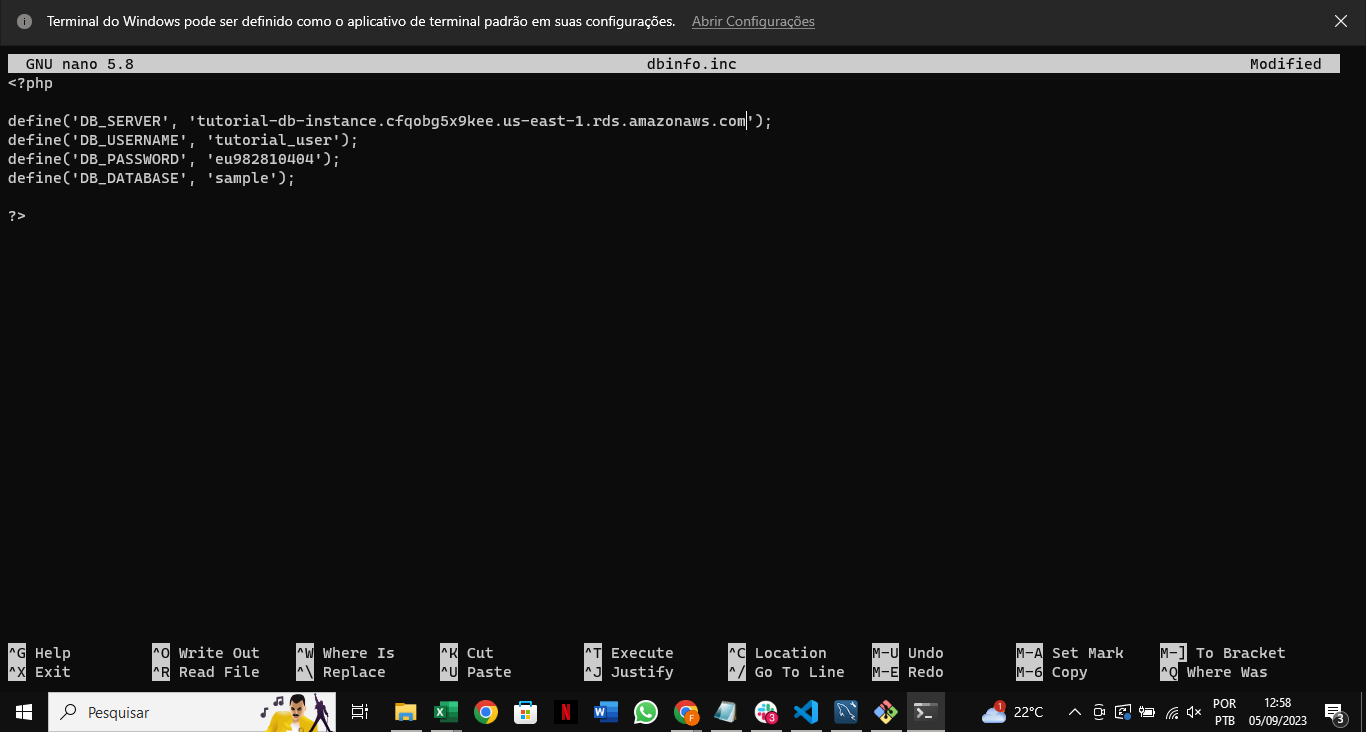 Terminal do Windows pode ser definido como o aplicativo de terminal padrão em suas configurações. Abrir Configurações
GNU nano 5.8 dbinfo.inc Modified
<?php
define('DB_SERVER', 'tutorial-db-instance.cfqobg5x9kee.us-east-1.rds.amazonaws.com');
define('DB_USERNAME', 'tutorial_user');
define('DB_PASSWORD', 'eu982810404');
define('DB_DATABASE', 'sample');
?>
^G Help ^O Write Out ^W Where Is ^K Cut ^T Execute ^C Location M-U Undo M-A Set Mark M-] To Bracket
^X Exit ^R Read File ^\ Replace ^U Paste ^J Justify ^/ Go To Line M-E Redo M-6 Copy ^Q Where Was
Pesquisar N W F 3 1 22°C POR 12:58
PTB 05/09/2023 3